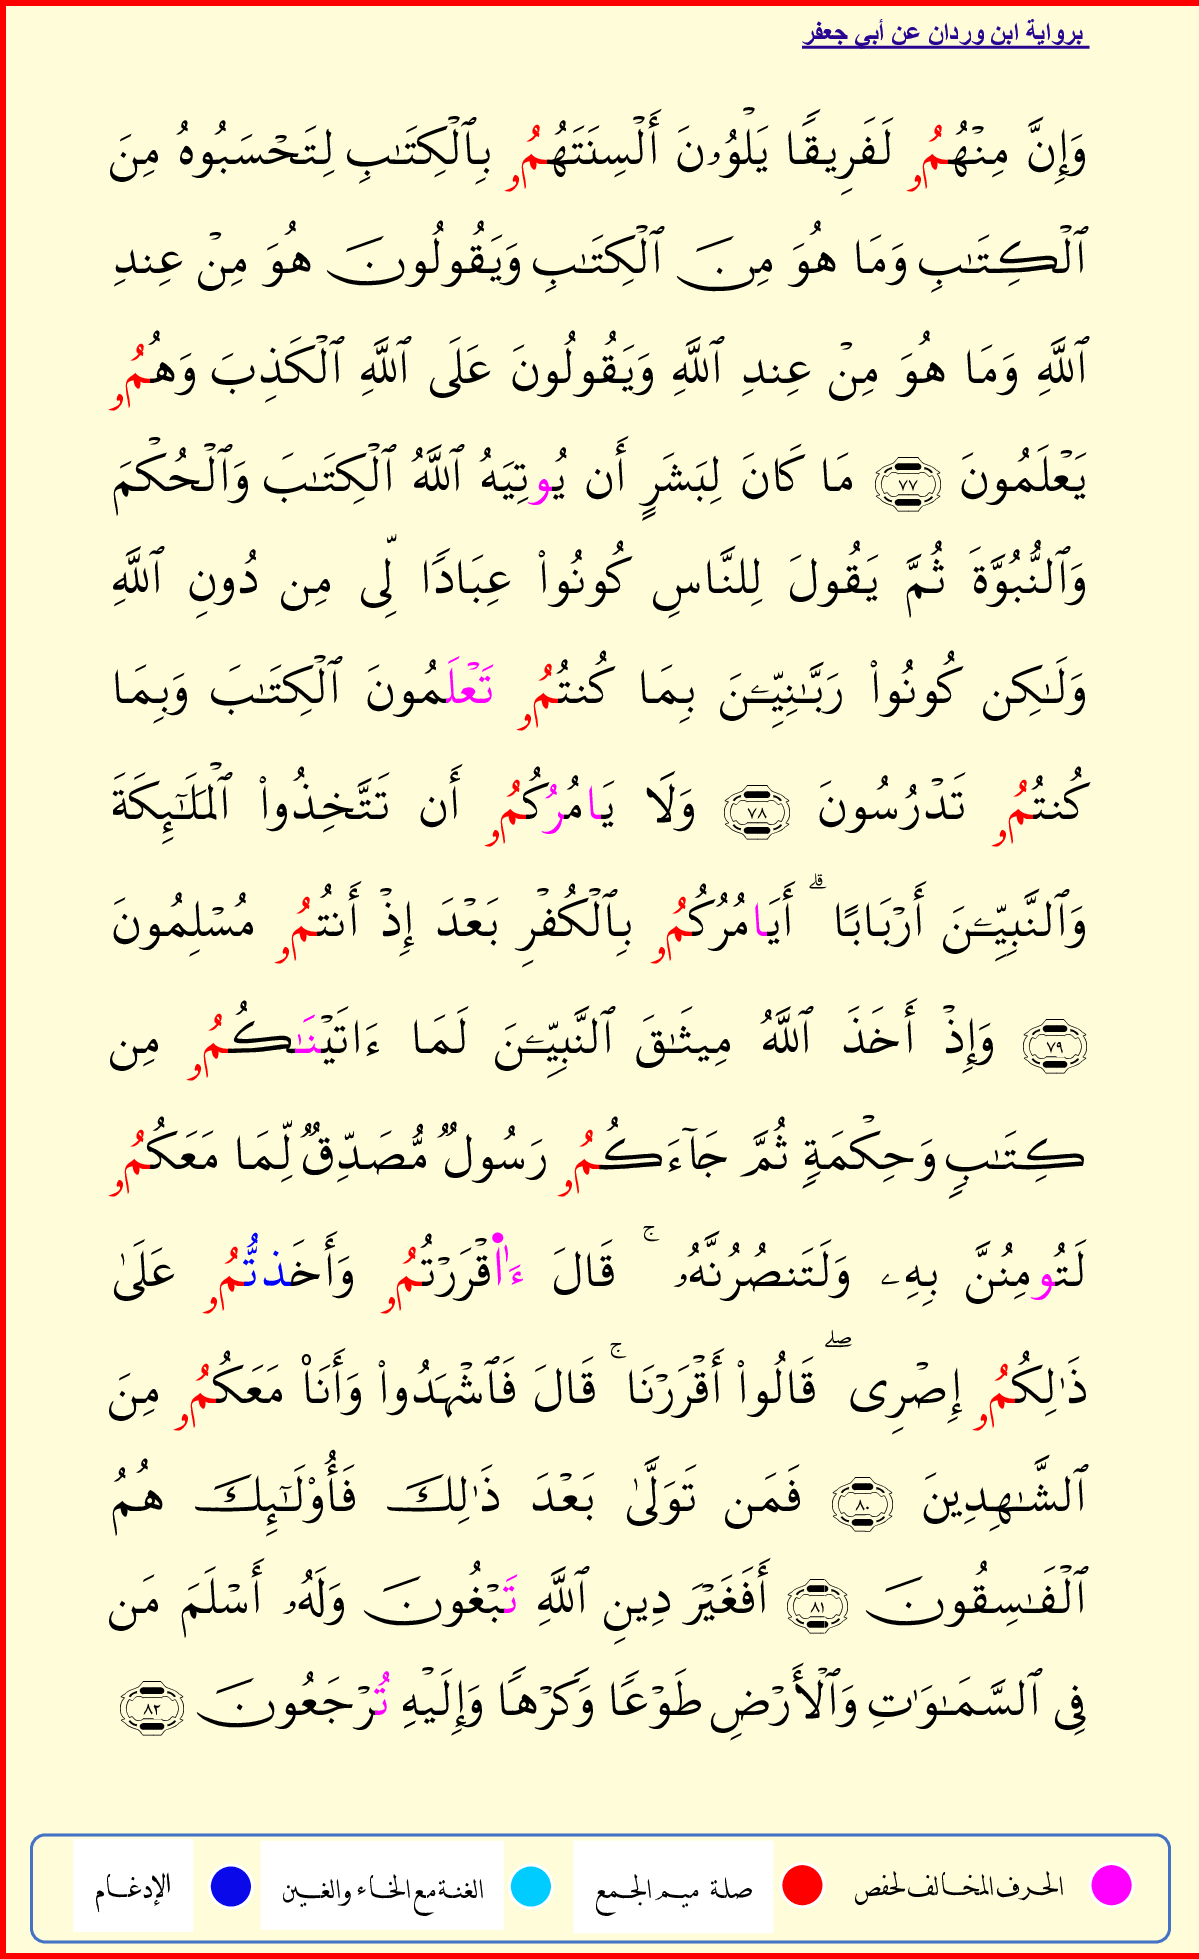 برواية ابن وردان عن أبي جعفر
وَإِنَّ مِنْهُمُۥ لَفَرِيقًا يَلْوُۥنَ أَلْسِنَتَهُمُۥ بِٱلْكِتَٰبِ لِتَحْسَبُوهُ مِنَ
ٱلْكِتَٰبِ وَمَا هُوَ مِنَ ٱلْكِتَٰبِ وَيَقُولُونَ هُوَ مِنْ عِندِ
ٱللَّهِ وَمَا هُوَ مِنْ عِندِ ٱللَّهِ وَيَقُولُونَ عَلَى ٱللَّهِ ٱلْكَذِبَ وَهُمُۥ
يَعْلَمُونَ ٧٧ مَا كَانَ لِبَشَرٍ أَن يُوتِيَهُ ٱللَّهُ ٱلْكِتَٰبَ وَٱلْحُكْمَ
وَٱلنُّبُوَّةَ ثُمَّ يَقُولَ لِلنَّاسِ كُونُواْ عِبَادًا لِّى مِن دُونِ ٱللَّهِ
وَلَٰكِن كُونُواْ رَبَّٰنِيِّـۧنَ بِمَا كُنتُمُۥ تَعْلَمُونَ ٱلْكِتَٰبَ وَبِمَا
كُنتُمُۥ تَدْرُسُونَ ٧٨ وَلَا يَامُرُكُمُۥ أَن تَتَّخِذُواْ ٱلْمَلَٰٓئِكَةَ
وَٱلنَّبِيِّـۧنَ أَرْبَابًا ۗ أَيَامُرُكُمُۥ بِٱلْكُفْرِ بَعْدَ إِذْ أَنتُمُۥ مُسْلِمُونَ
٧٩ وَإِذْ أَخَذَ ٱللَّهُ مِيثَٰقَ ٱلنَّبِيِّـۧنَ لَمَا ءَاتَيْنَٰكُمُۥ مِن
كِتَٰبٍ وَحِكْمَةٍ ثُمَّ جَآءَكُمُۥ رَسُولٌ مُّصَدِّقٌ لِّمَا مَعَكُمُۥ
لَتُومِنُنَّ بِهِۦ وَلَتَنصُرُنَّهُۥ ۚ قَالَ ءَا۬قْرَرْتُمُۥ وَأَخَذتُّمُۥ عَلَىٰ
ذَٰلِكُمُۥ إِصْرِى ۖ قَالُواْ أَقْرَرْنَا ۚ قَالَ فَٱشْهَدُواْ وَأَنَا۠ مَعَكُمُۥ مِنَ
ٱلشَّٰهِدِينَ ٨٠ فَمَن تَوَلَّىٰ بَعْدَ ذَٰلِكَ فَأُوْلَٰٓئِكَ هُمُ
ٱلْفَٰسِقُونَ ٨١ أَفَغَيْرَ دِينِ ٱللَّهِ تَبْغُونَ وَلَهُۥ أَسْلَمَ مَن
فِى ٱلسَّمَٰوَٰتِ وَٱلْأَرْضِ طَوْعًا وَكَرْهًا وَإِلَيْهِ تُرْجَعُونَ ٨٢
الحرف المخالف لحفص صلة ميم الجمع الغنة مع الخاء والغين الإدغام